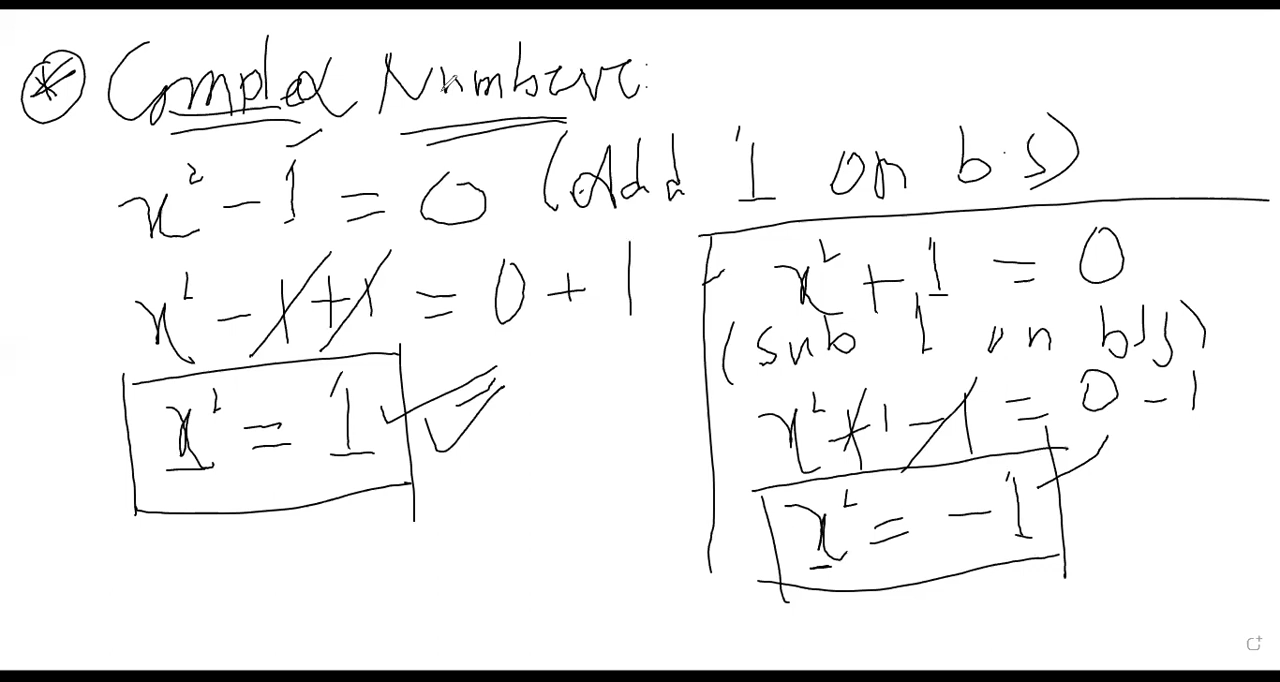 Complex Numbers:
x² - 1 = 0 (Add 1 on b.s)
x² - 1 + 1 = 0 + 1
x² = 1
x² + 1 = 0
(sub 1 on b/s)
x² + 1 - 1 = 0 - 1
x² = -1